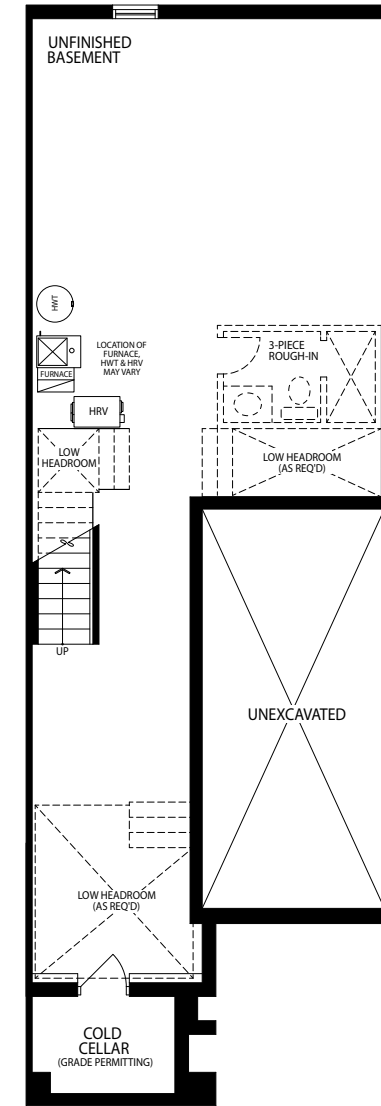 UNFINISHED
BASEMENT
HWT
LOCATION OF
FURNACE,
HWT & HRV
MAY VARY
FURNACE
HRV
3-PIECE
ROUGH-IN
LOW
HEADROOM
LOW HEADROOM
(AS REQ'D)
UP
UNEXCAVATED
LOW HEADROOM
(AS REQ'D)
COLD
CELLAR
(GRADE PERMITTING)